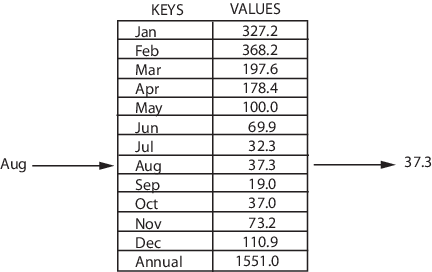 KEYS VALUES
Jan 327.2
Feb 368.2
Mar 197.6
Apr 178.4
May 100.0
Jun 69.9
Jul 32.3
Aug Aug 37.3 37.3
Sep 19.0
Oct 37.0
Nov 73.2
Dec 110.9
Annual 1551.0